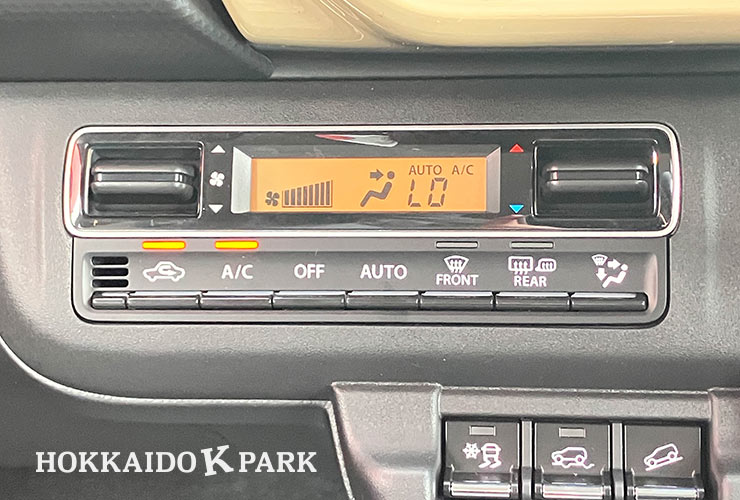 AUTO A/C
LO
A/C OFF AUTO FRONT REAR
HOKKAIDO K PARK